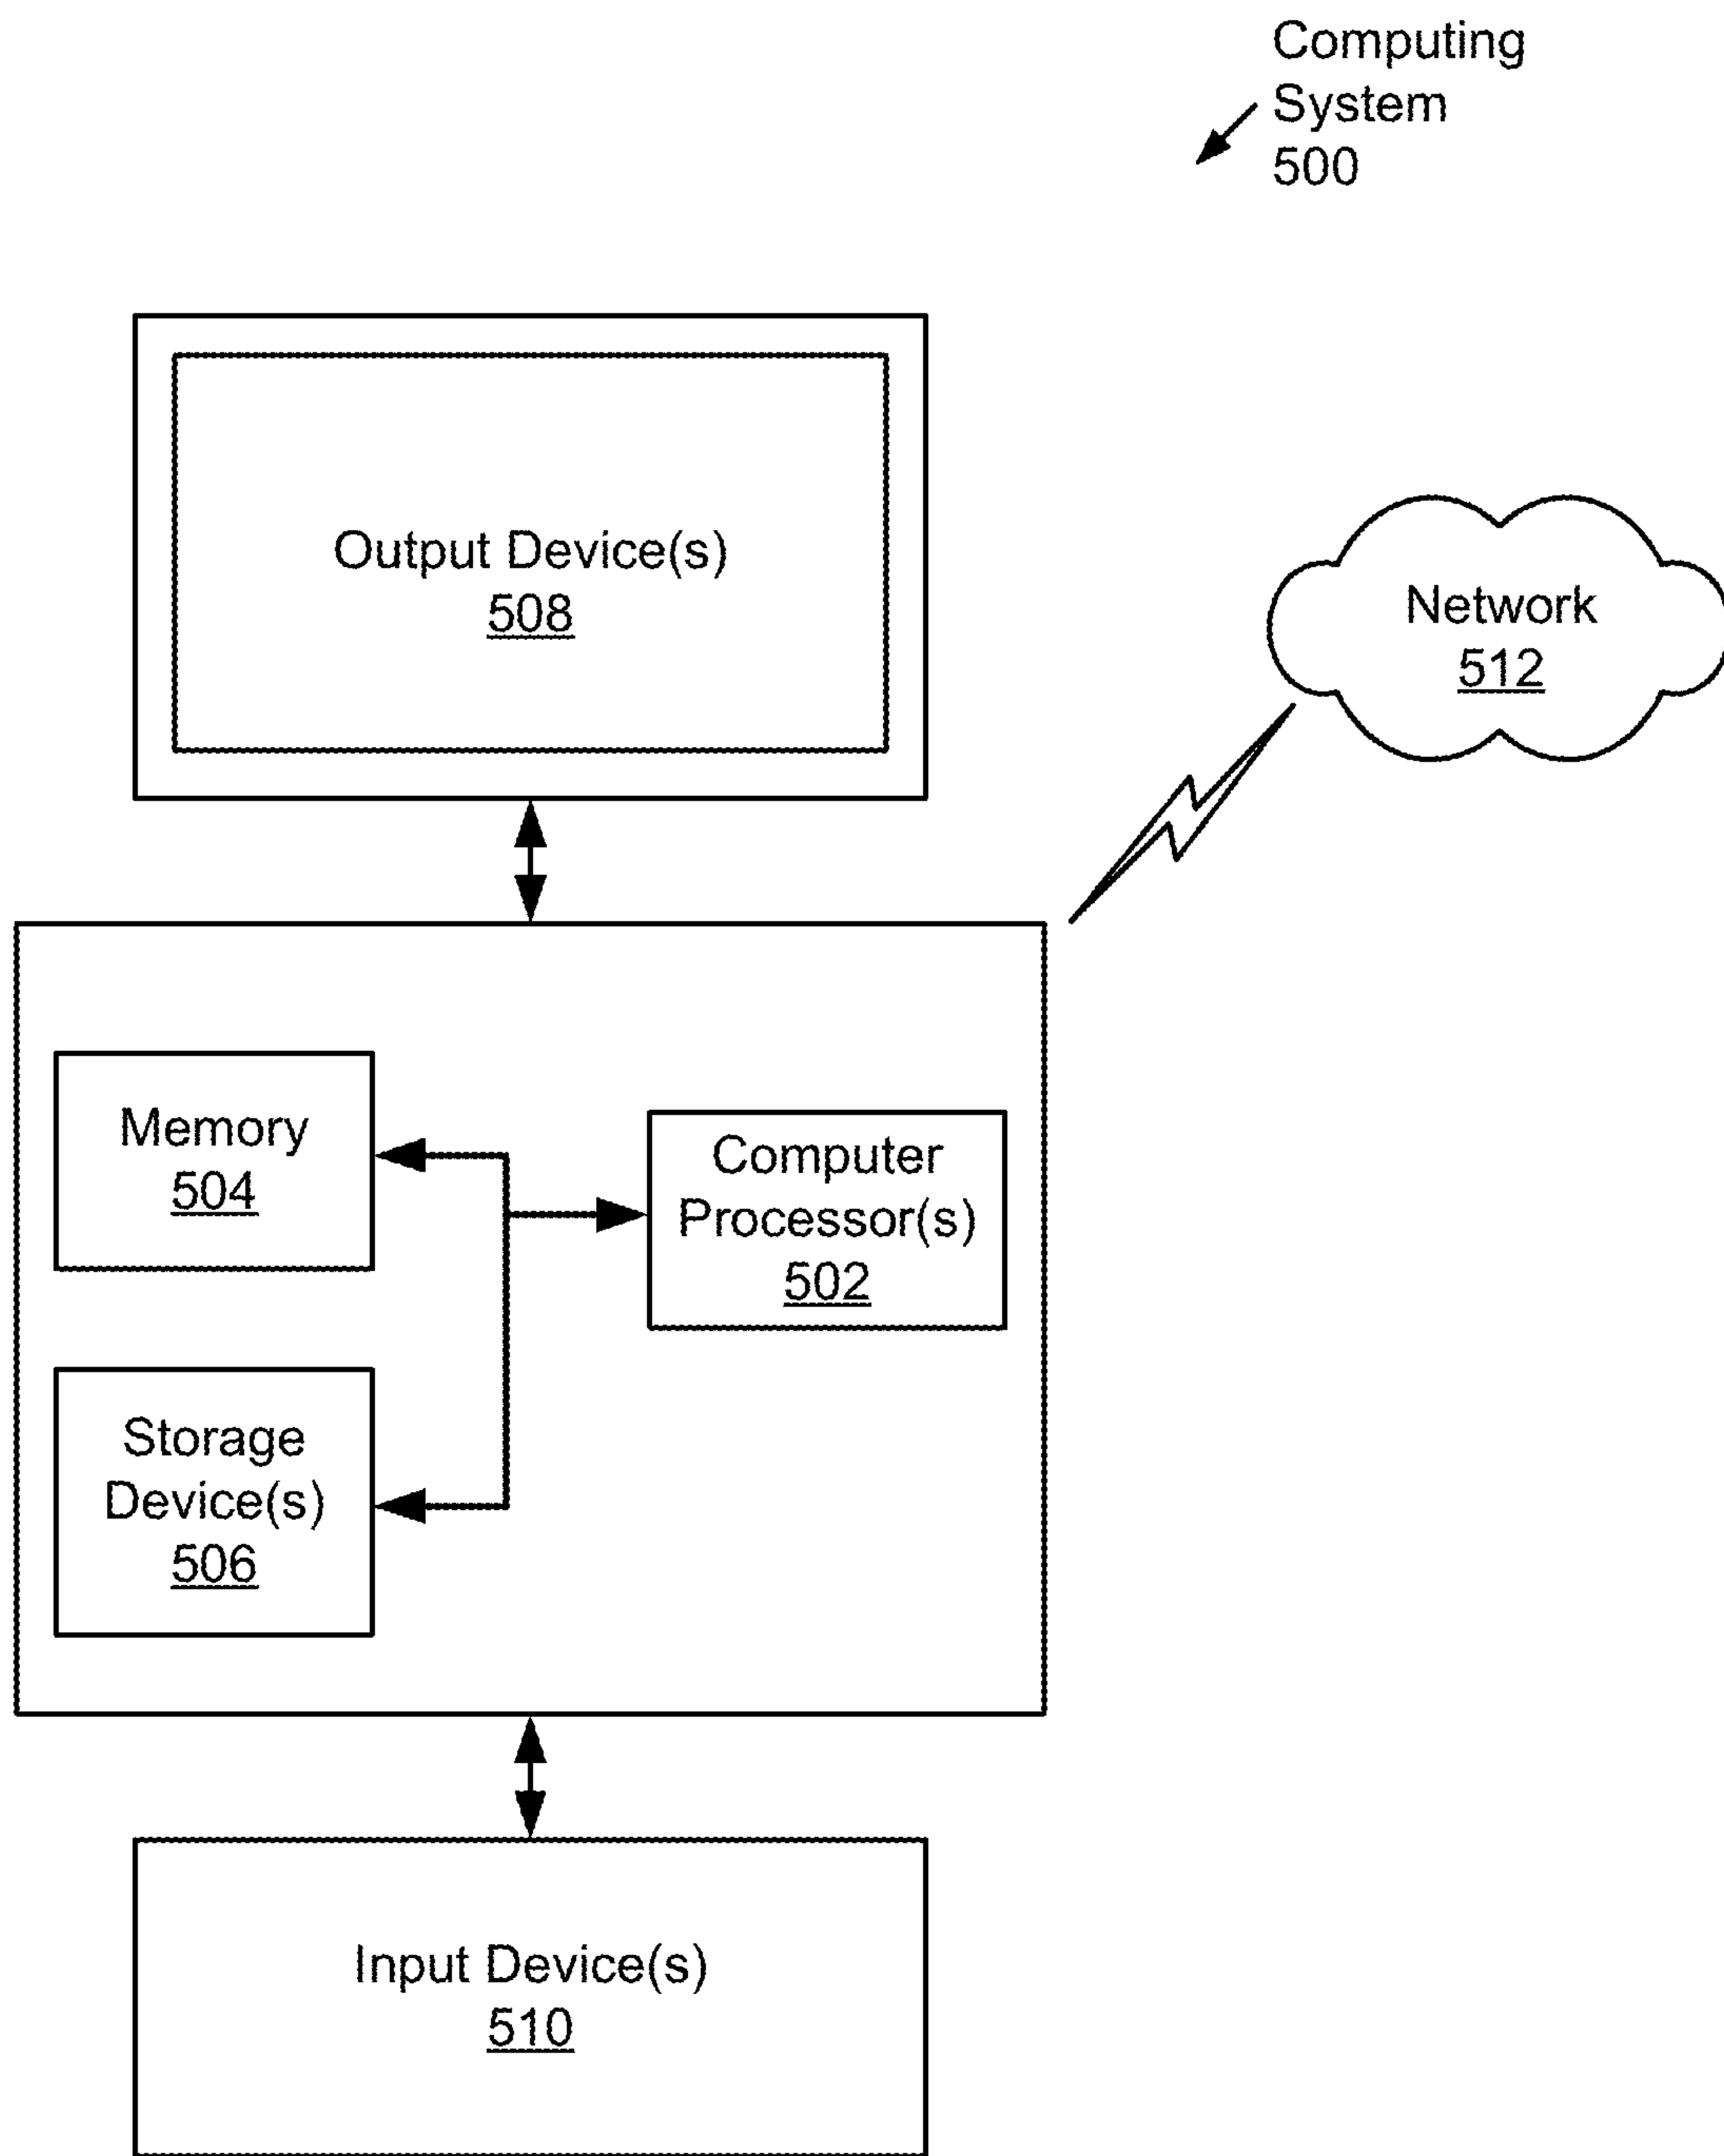 Computing
System
500
Output Device(s)
508
Network
512
Memory
504
Computer
Processor(s)
502
Storage
Device(s)
506
Input Device(s)
510